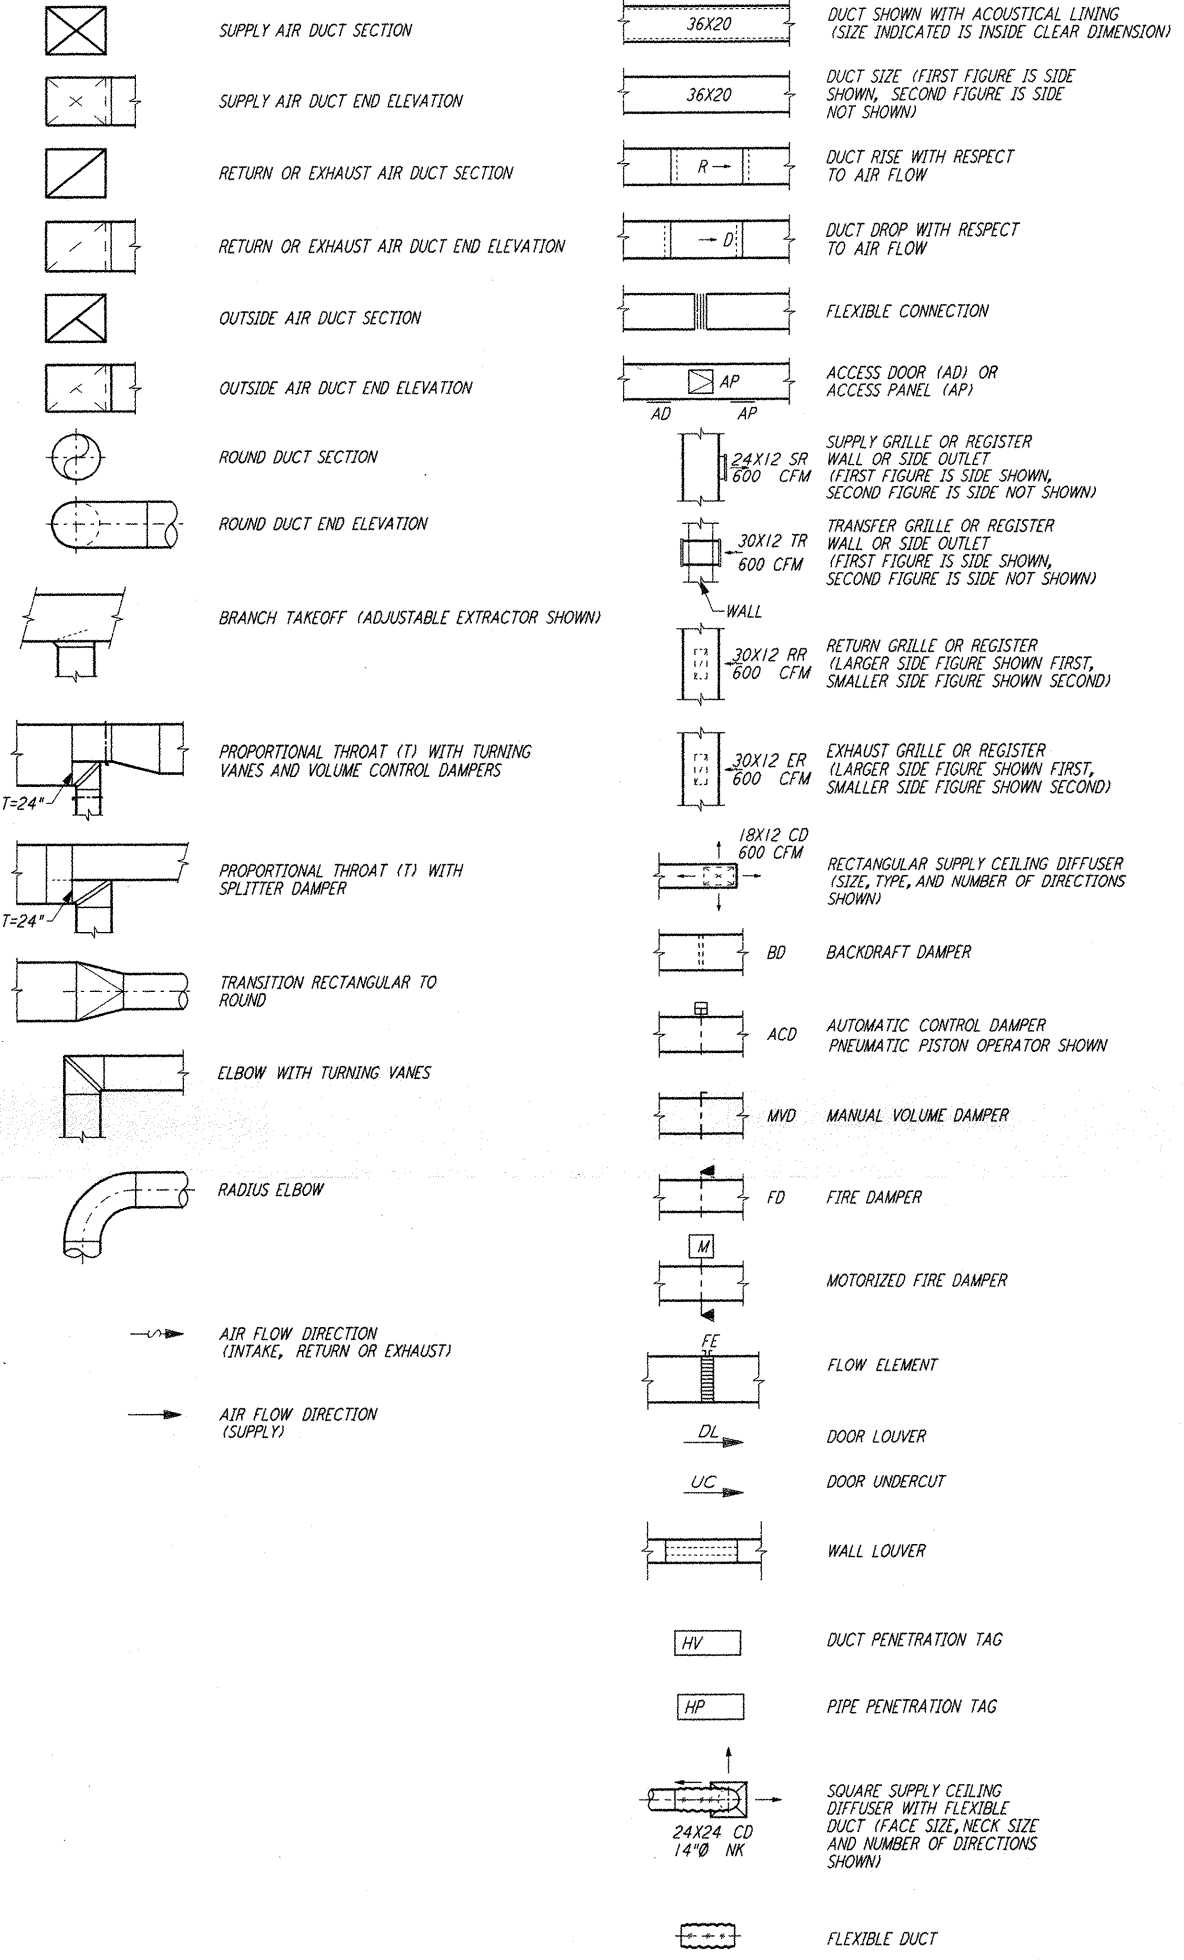 SUPPLY AIR DUCT SECTION
SUPPLY AIR DUCT END ELEVATION
RETURN OR EXHAUST AIR DUCT SECTION
RETURN OR EXHAUST AIR DUCT END ELEVATION
OUTSIDE AIR DUCT SECTION
OUTSIDE AIR DUCT END ELEVATION
ROUND DUCT SECTION
ROUND DUCT END ELEVATION
BRANCH TAKEOFF (ADJUSTABLE EXTRACTOR SHOWN)
PROPORTIONAL THROAT (T) WITH TURNING
VANES AND VOLUME CONTROL DAMPERS
T=24"
PROPORTIONAL THROAT (T) WITH
SPLITTER DAMPER
T=24"
TRANSITION RECTANGULAR TO
ROUND
ELBOW WITH TURNING VANES
RADIUS ELBOW
AIR FLOW DIRECTION
(INTAKE, RETURN OR EXHAUST)
AIR FLOW DIRECTION
(SUPPLY)
36X20
DUCT SHOWN WITH ACOUSTICAL LINING
(SIZE INDICATED IS INSIDE CLEAR DIMENSION)
36X20
DUCT SIZE (FIRST FIGURE IS SIDE
SHOWN, SECOND FIGURE IS SIDE
NOT SHOWN)
R
DUCT RISE WITH RESPECT
TO AIR FLOW
D
DUCT DROP WITH RESPECT
TO AIR FLOW
FLEXIBLE CONNECTION
AP
AD AP
ACCESS DOOR (AD) OR
ACCESS PANEL (AP)
24X12 SR
600 CFM
SUPPLY GRILLE OR REGISTER
WALL OR SIDE OUTLET
(FIRST FIGURE IS SIDE SHOWN,
SECOND FIGURE IS SIDE NOT SHOWN)
30X12 TR
600 CFM
WALL
TRANSFER GRILLE OR REGISTER
WALL OR SIDE OUTLET
(FIRST FIGURE IS SIDE SHOWN,
SECOND FIGURE IS SIDE NOT SHOWN)
30X12 RR
600 CFM
RETURN GRILLE OR REGISTER
(LARGER SIDE FIGURE SHOWN FIRST,
SMALLER SIDE FIGURE SHOWN SECOND)
30X12 ER
600 CFM
EXHAUST GRILLE OR REGISTER
(LARGER SIDE FIGURE SHOWN FIRST,
SMALLER SIDE FIGURE SHOWN SECOND)
18X12 CD
600 CFM
RECTANGULAR SUPPLY CEILING DIFFUSER
(SIZE, TYPE, AND NUMBER OF DIRECTIONS
SHOWN)
BD BACKDRAFT DAMPER
ACD
AUTOMATIC CONTROL DAMPER
PNEUMATIC PISTON OPERATOR SHOWN
MVD MANUAL VOLUME DAMPER
FD FIRE DAMPER
M
MOTORIZED FIRE DAMPER
FE
FLOW ELEMENT
DL
DOOR LOUVER
UC
DOOR UNDERCUT
WALL LOUVER
HV
DUCT PENETRATION TAG
HP
PIPE PENETRATION TAG
24X24 CD
14"Ø NK
SQUARE SUPPLY CEILING
DIFFUSER WITH FLEXIBLE
DUCT (FACE SIZE, NECK SIZE
AND NUMBER OF DIRECTIONS
SHOWN)
FLEXIBLE DUCT